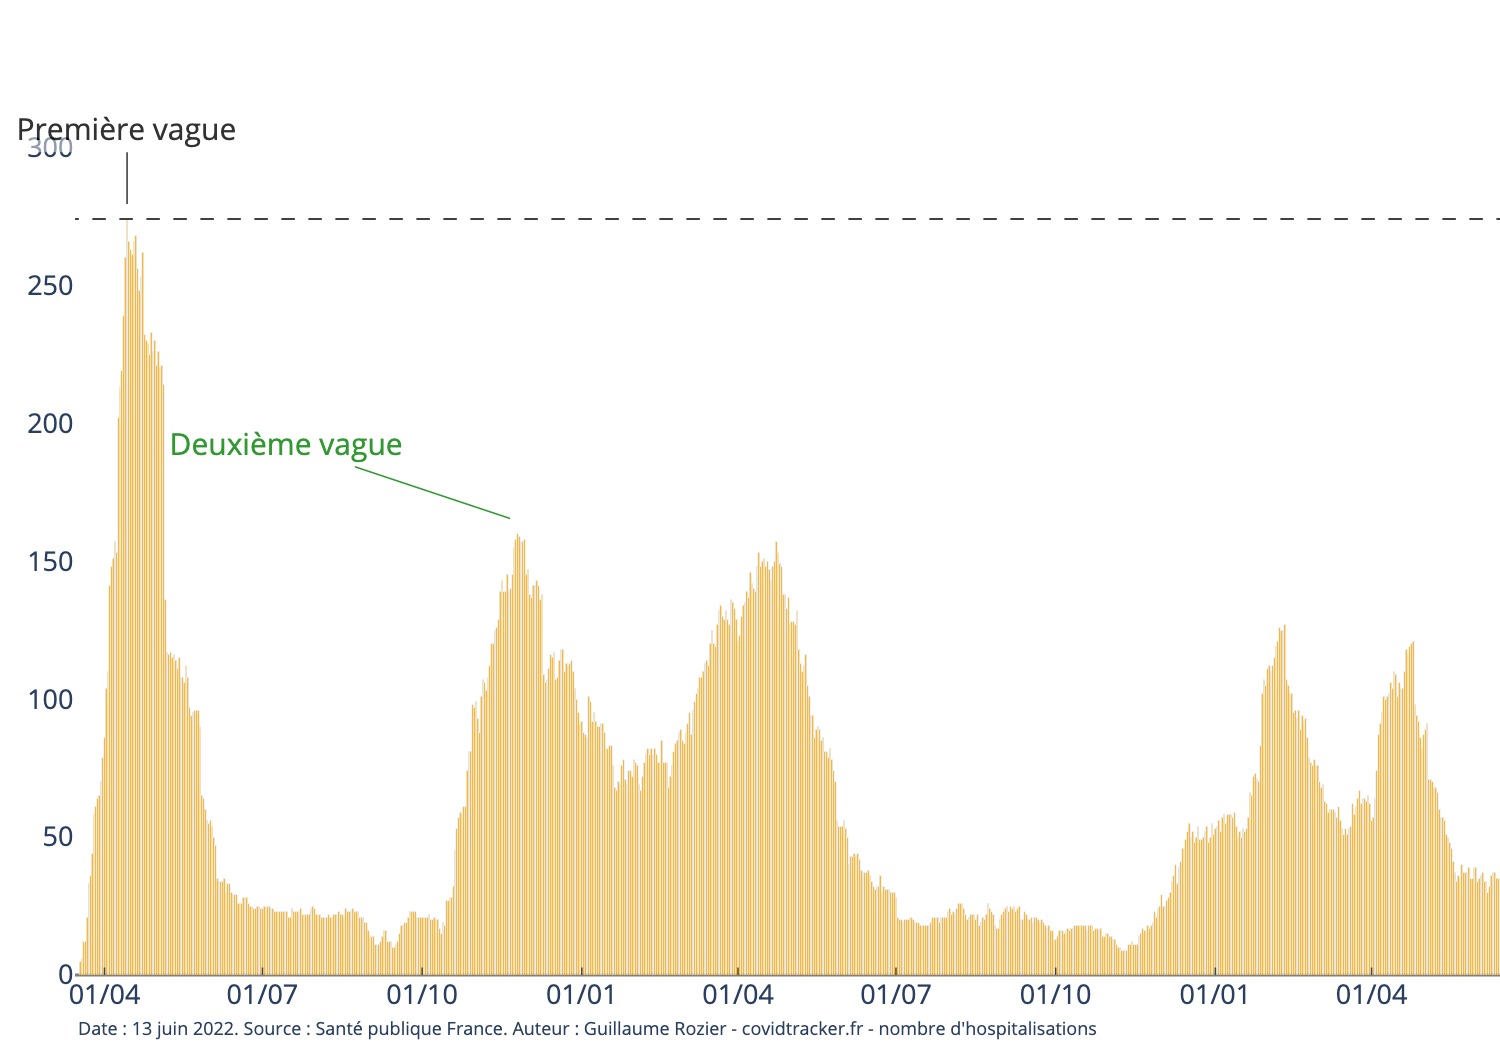 Première vague
300
250
200
Deuxième vague
150
100
50
0
01/04 01/07 01/10 01/01 01/04 01/07 01/10 01/01 01/04
Date : 13 juin 2022. Source : Santé publique France. Auteur : Guillaume Rozier - covidtracker.fr - nombre d'hospitalisations